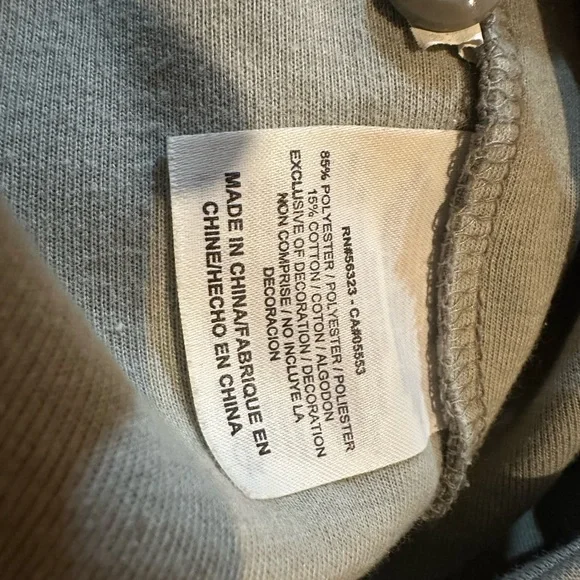 RN#56323 - CA#05553
85% POLYESTER / POLYESTER / POLIESTER
15% COTTON / COTON / ALGODON
EXCLUSIVE OF DECORATION / DECORATION
NON COMPRISE / NO INCLUYE LA
DECORACION
MADE IN CHINA/FABRIQUE EN
CHINE/HECHO EN CHINA